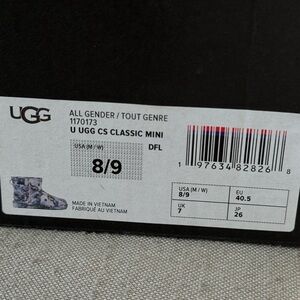 UGG
ALL GENDER / TOUT GENRE
1170173
U UGG CS CLASSIC MINI
USA (M / W)
DFL
8/9
1 97634 82826 8
USA (M / W)
8/9
EU
40.5
UK
7
JP
26
MADE IN VIETNAM
FABRIQUÉ AU VIETNAM